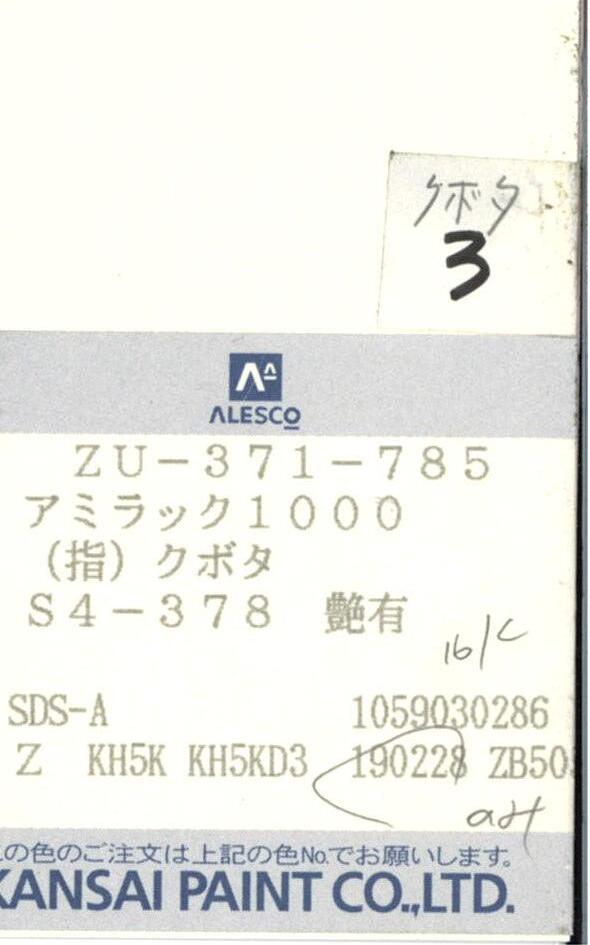 クボタ
3
ALESCO
ZU-371-785
アミラック1000
（指）クボタ
S4-378 艶有
16/C
SDS-A 1059030286
Z KH5K KH5KD3 190228 ZB50
の色のご注文は上記の色No.でお願いします。
KANSAI PAINT CO.,LTD.